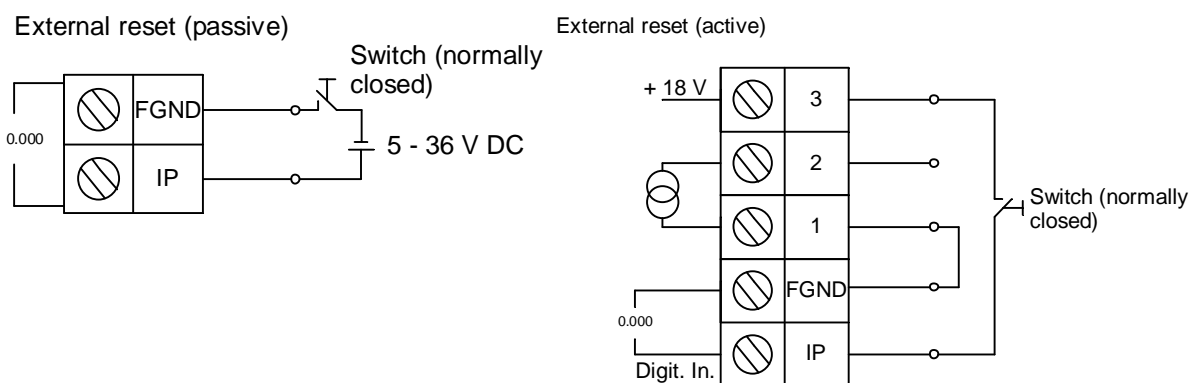 External reset (passive)
Switch (normally
closed)
FGND
0.000
5 - 36 V DC
IP
External reset (active)
+ 18 V
3
2
1
Switch (normally
closed)
FGND
0.000
IP
Digit. In.